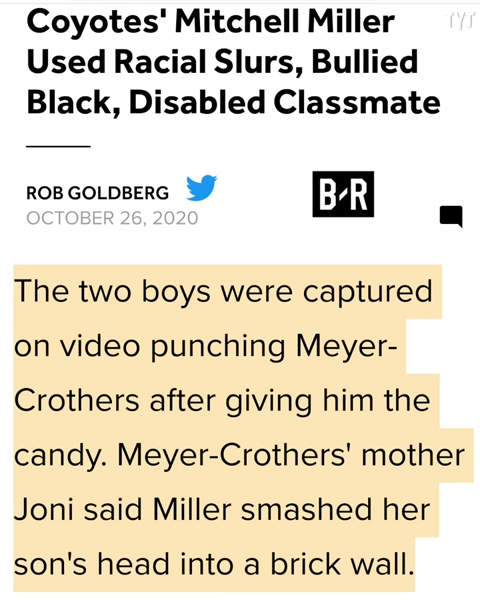 Coyotes' Mitchell Miller
TYT
Used Racial Slurs, Bullied
Black, Disabled Classmate
ROB GOLDBERG
B/R
OCTOBER 26, 2020
The two boys were captured
on video punching Meyer-
Crothers after giving him the
candy. Meyer-Crothers' mother
Joni said Miller smashed her
son's head into a brick wall.